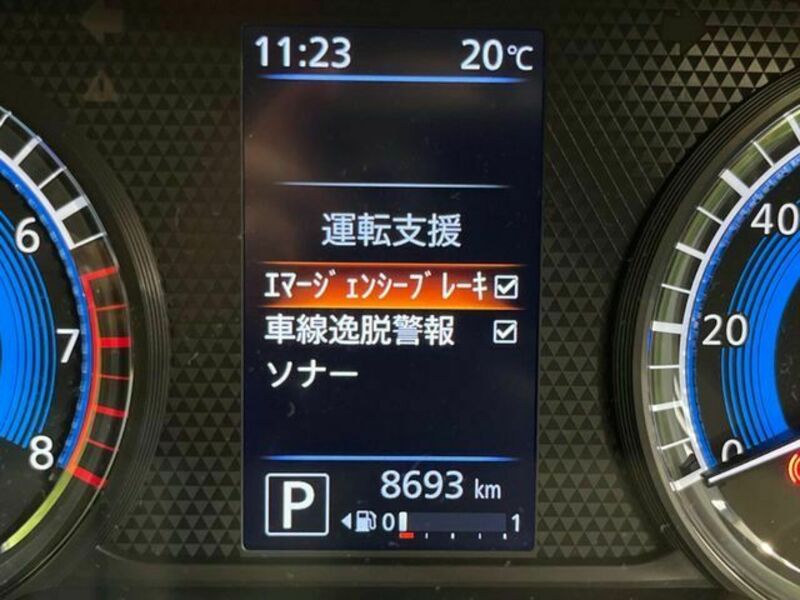 11:23 20℃
運転支援
ｴﾏｰｼﾞｪﾝｼｰﾌﾞﾚｰｷ
車線逸脱警報
ソナー
8693 km
P 0 1
6
7
8
40
20
0